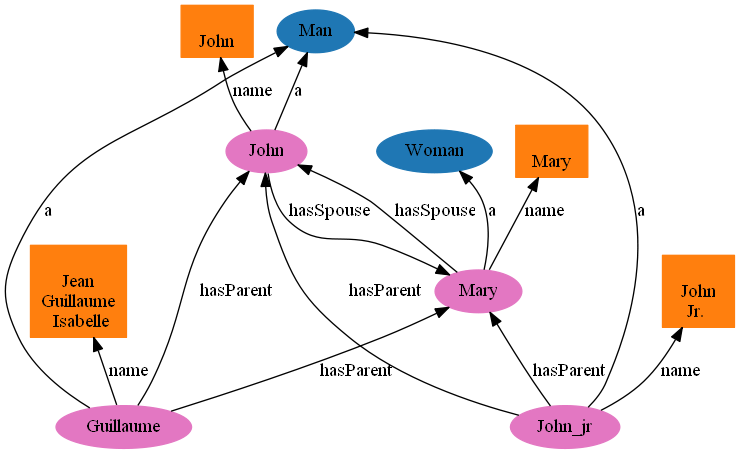 John
Man
name
a
John
Woman
Mary
hasSpouse
hasSpouse
a
name
a
a
Jean
Guillaume
Isabelle
hasParent
hasParent
Mary
John
Jr.
name
hasParent
hasParent
name
Guillaume
John_jr